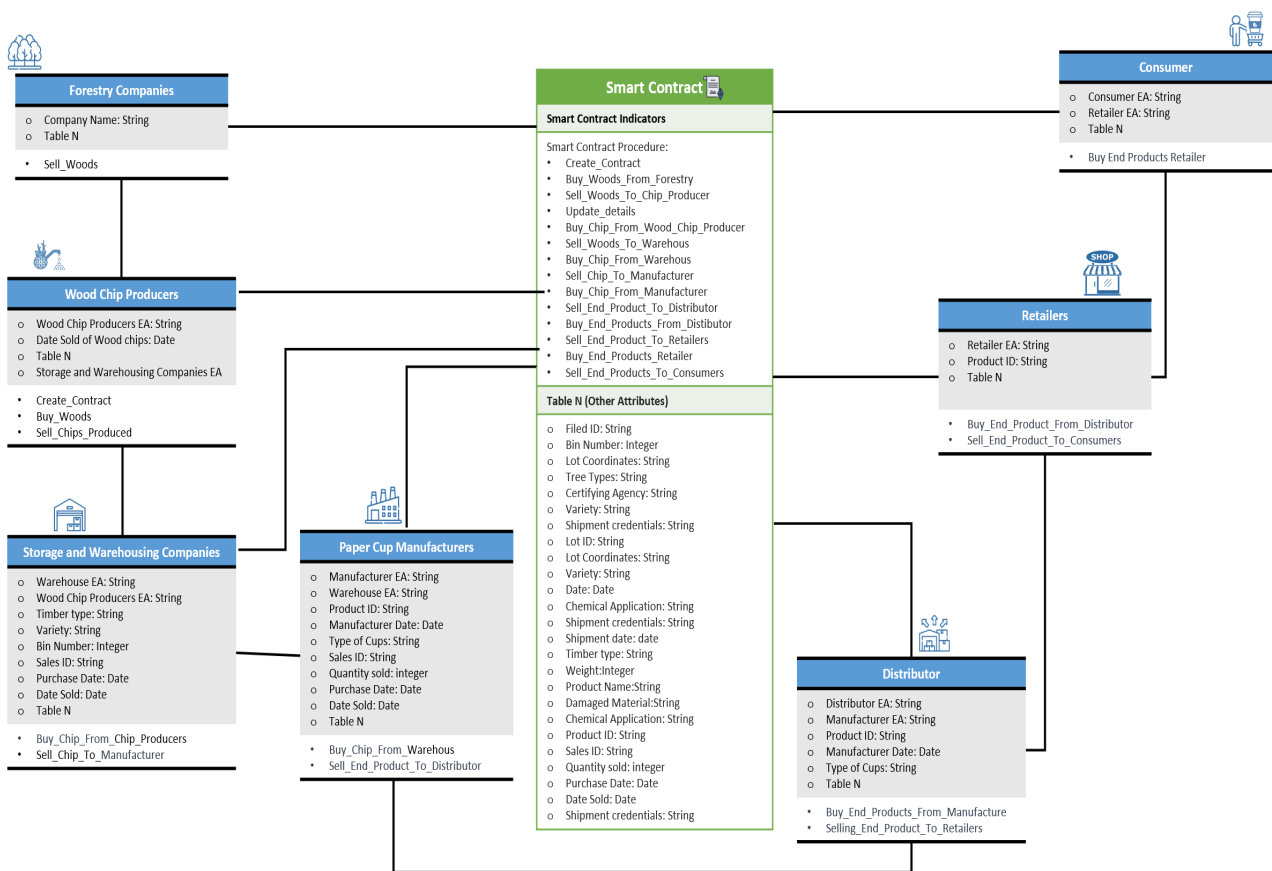 Forestry Companies
○ Company Name: String
○ Table N
• Sell_Woods
Wood Chip Producers
○ Wood Chip Producers EA: String
○ Date Sold of Wood chips: Date
○ Table N
○ Storage and Warehousing Companies EA
• Create_Contract
• Buy_Woods
• Sell_Chips_Produced
Storage and Warehousing Companies
○ Warehouse EA: String
○ Wood Chip Producers EA: String
○ Timber type: String
○ Variety: String
○ Bin Number: Integer
○ Sales ID: String
○ Purchase Date: Date
○ Date Sold: Date
○ Table N
• Buy_Chip_From_Chip_Producers
• Sell_Chip_To_Manufacturer
Paper Cup Manufacturers
○ Manufacturer EA: String
○ Warehouse EA: String
○ Product ID: String
○ Manufacturer Date: Date
○ Type of Cups: String
○ Sales ID: String
○ Quantity sold: integer
○ Purchase Date: Date
○ Date Sold: Date
○ Table N
• Buy_Chip_From_Warehous
• Sell_End_Product_To_Distributor
Smart Contract
Smart Contract Indicators
Smart Contract Procedure:
• Create_Contract
• Buy_Woods_From_Forestry
• Sell_Woods_To_Chip_Producer
• Update_details
• Buy_Chip_From_Wood_Chip_Producer
• Sell_Woods_To_Warehous
• Buy_Chip_From_Warehous
• Sell_Chip_To_Manufacturer
• Buy_Chip_From_Manufacturer
• Sell_End_Product_To_Distributor
• Buy_End_Products_From_Distibutor
• Sell_End_Product_To_Retailers
• Buy_End_Products_Retailer
• Sell_End_Products_To_Consumers
Table N (Other Attributes)
○ Filed ID: String
○ Bin Number: Integer
○ Lot Coordinates: String
○ Tree Types: String
○ Certifying Agency: String
○ Variety: String
○ Shipment credentials: String
○ Lot ID: String
○ Lot Coordinates: String
○ Variety: String
○ Date: Date
○ Chemical Application: String
○ Shipment credentials: String
○ Shipment date: date
○ Timber type: String
○ Weight:Integer
○ Product Name:String
○ Damaged Material:String
○ Chemical Application: String
○ Product ID: String
○ Sales ID: String
○ Quantity sold: integer
○ Purchase Date: Date
○ Date Sold: Date
○ Shipment credentials: String
Consumer
○ Consumer EA: String
○ Retailer EA: String
○ Table N
• Buy End Products Retailer
SHOP
Retailers
○ Retailer EA: String
○ Product ID: String
○ Table N
• Buy_End_Product_From_Distributor
• Sell_End_Product_To_Consumers
Distributor
○ Distributor EA: String
○ Manufacturer EA: String
○ Product ID: String
○ Manufacturer Date: Date
○ Type of Cups: String
○ Table N
• Buy_End_Products_From_Manufacture
• Selling_End_Product_To_Retailers